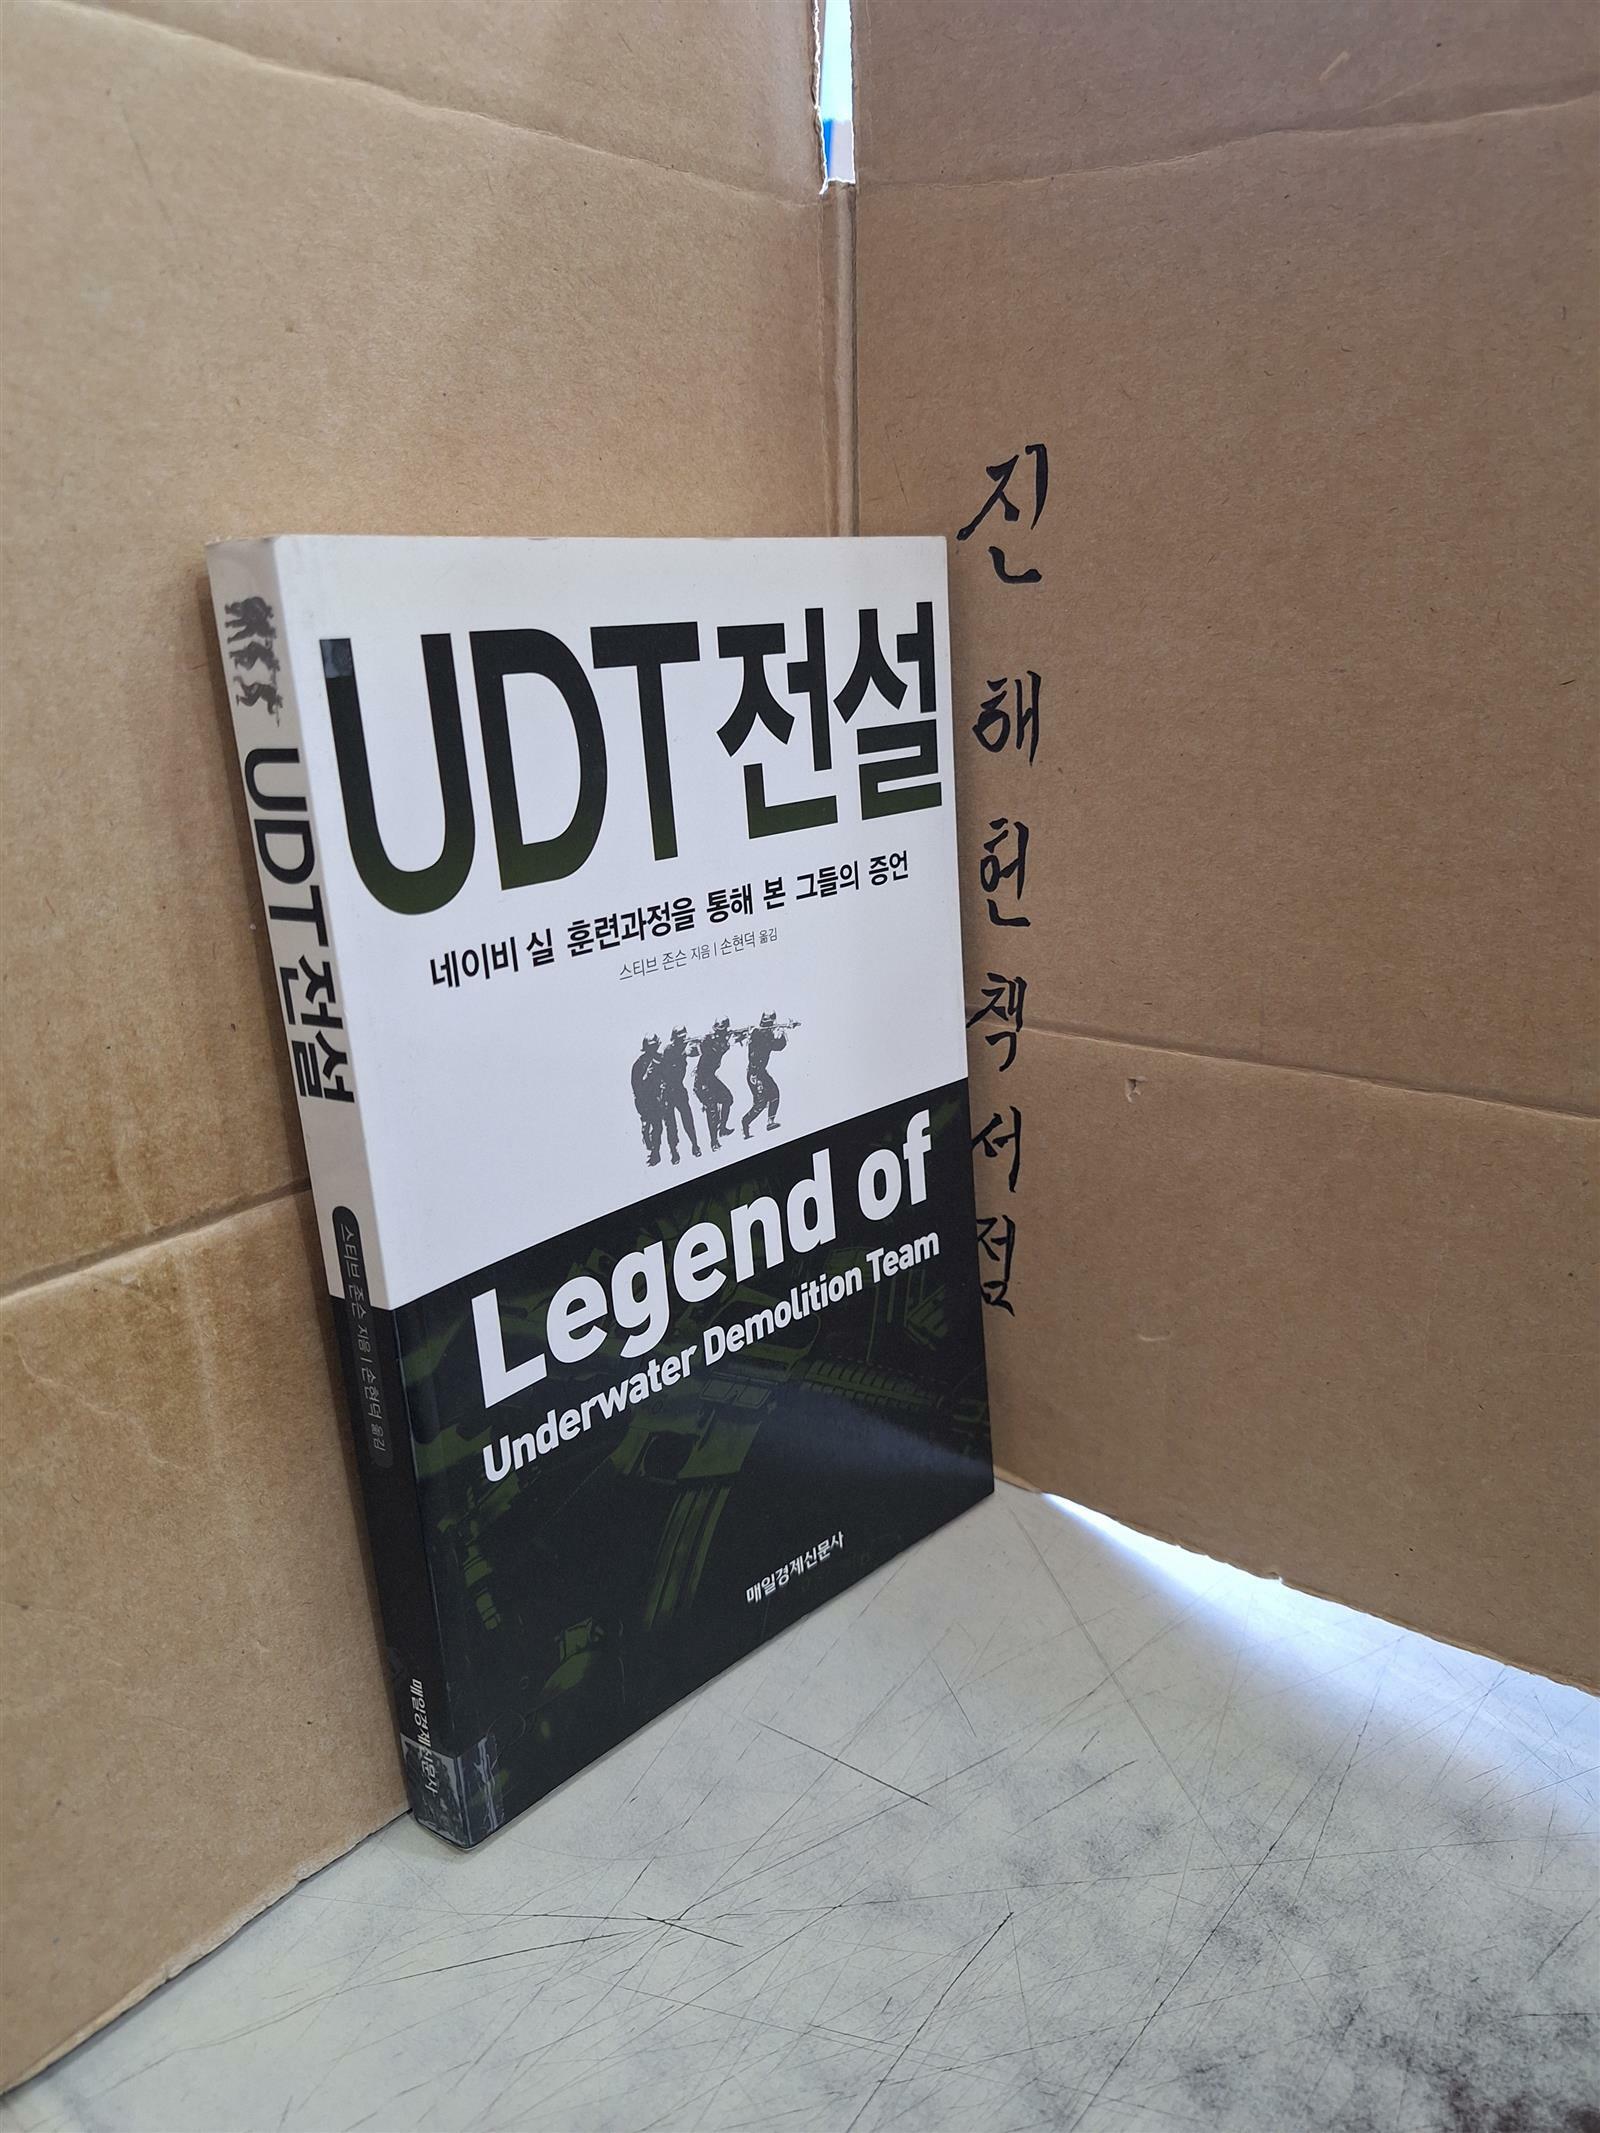 UDT 전설
네이비 실 훈련과정을 통해 본 그들의 증언
스티브 존슨 지음 | 손현덕 옮김
Legend of
Underwater Demolition Team
매일경제신문사
UDT 전설
스티브 존슨 지음 | 손현덕 옮김
매일경제신문사
진해헌책서점